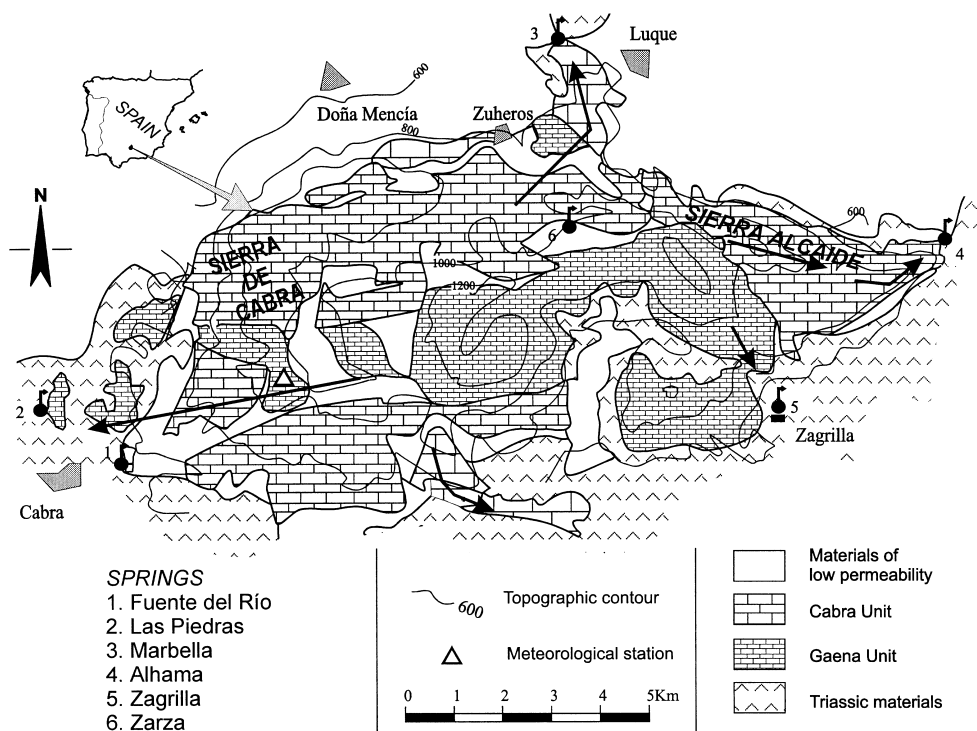 3
Luque
600
SPAIN
Doña Mencía
Zuheros
800
N
6
SIERRA ALCAIDE
600
4
SIERRA
DE
CABRA
1000
1200
2
5
Zagrilla
1
Cabra
SPRINGS
1. Fuente del Río
2. Las Piedras
3. Marbella
4. Alhama
5. Zagrilla
6. Zarza
600
Topographic contour
Meteorological station
0 1 2 3 4 5Km
Materials of
low permeability
Cabra Unit
Gaena Unit
Triassic materials